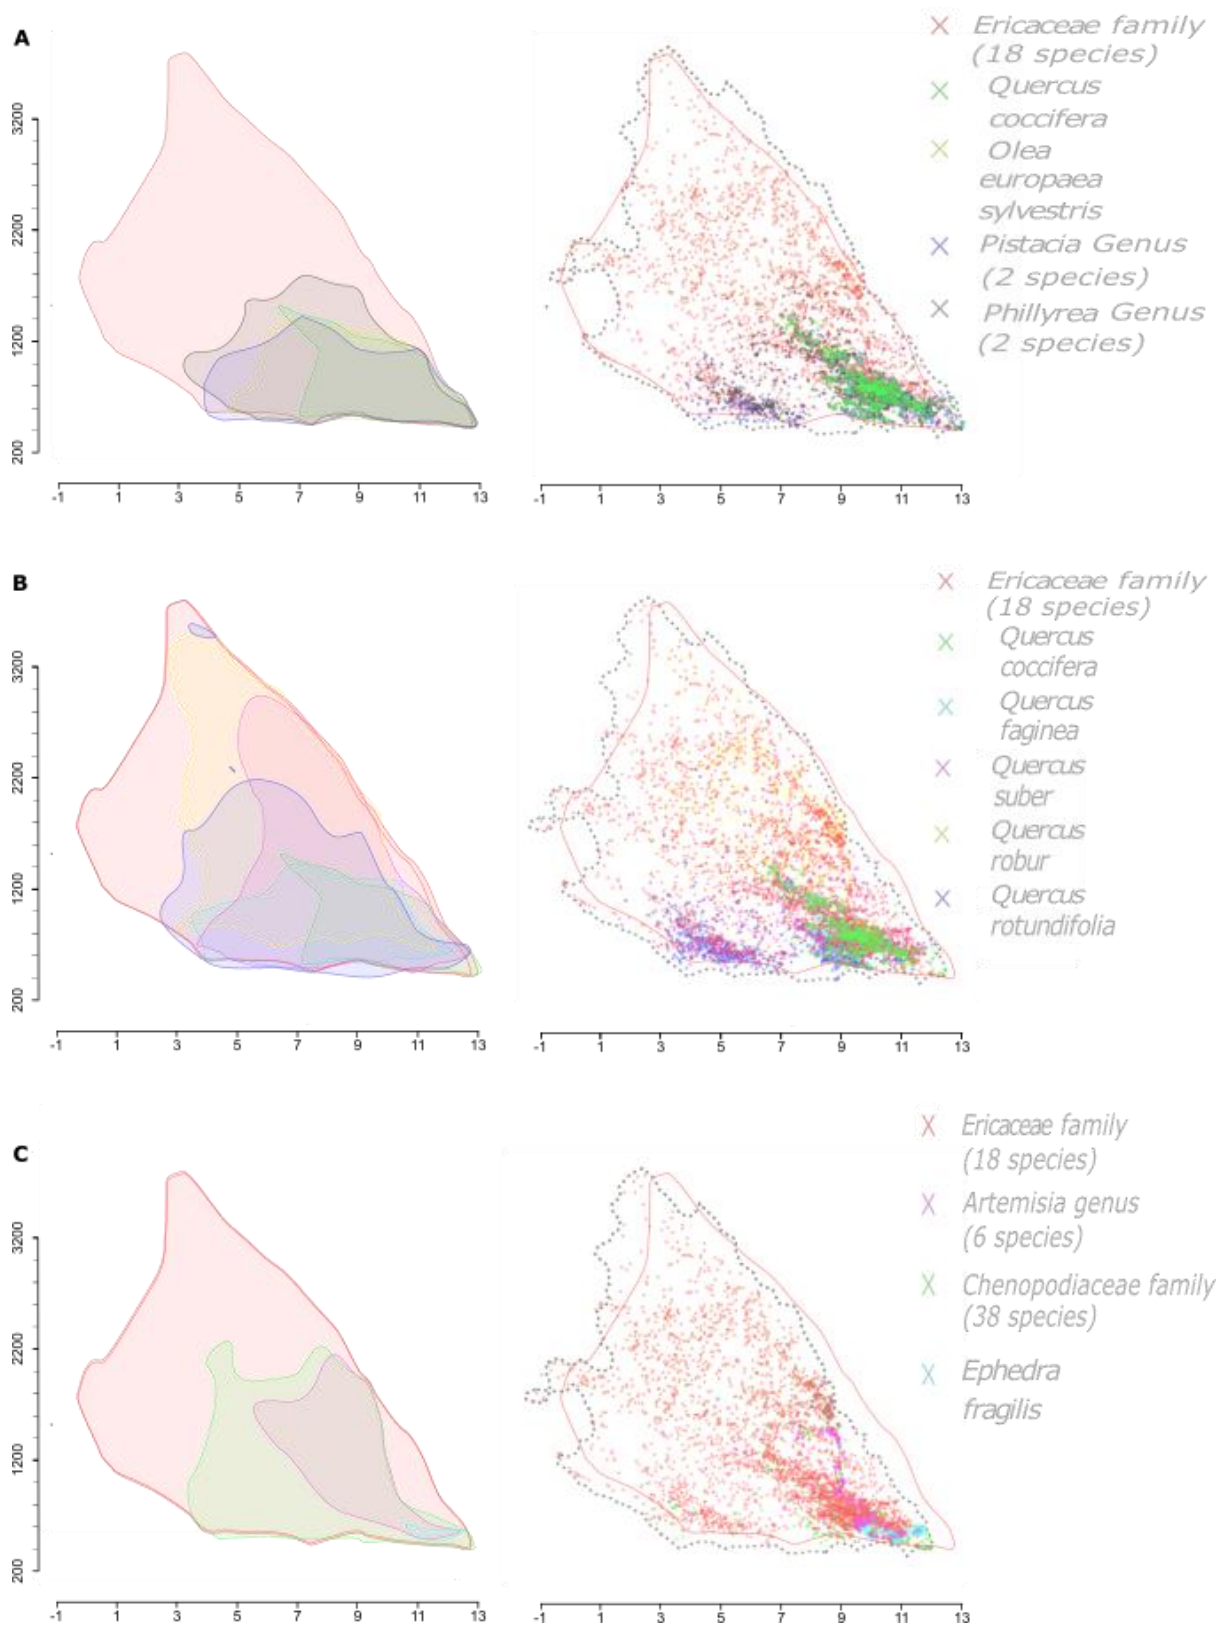 A
Ericaceae family
(18 species)
Quercus
coccifera
Olea
europaea
sylvestris
Pistacia Genus
(2 species)
Phillyrea Genus
(2 species)
3200
2200
1200
200
-1 1 3 5 7 9 11 13
-1 1 3 5 7 9 11 13
B
Ericaceae family
(18 species)
Quercus
coccifera
Quercus
faginea
Quercus
suber
Quercus
robur
Quercus
rotundifolia
3200
2200
1200
200
-1 1 3 5 7 9 11 13
-1 1 3 5 7 9 11 13
C
Ericaceae family
(18 species)
Artemisia genus
(6 species)
Chenopodiaceae family
(38 species)
Ephedra
fragilis
3200
2200
1200
200
-1 1 3 5 7 9 11 13
-1 1 3 5 7 9 11 13